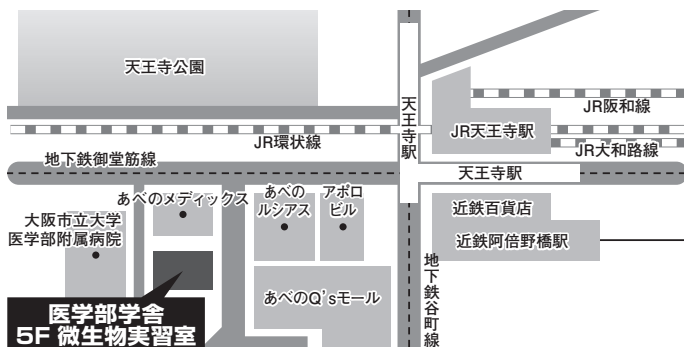 天王寺公園
天王寺駅
JR阪和線
JR天王寺駅
JR環状線
JR大和路線
地下鉄御堂筋線
天王寺駅
あべのメディックス
あべの
ルシアス
アポロ
ビル
近鉄百貨店
大阪市立大学
医学部附属病院
近鉄阿倍野橋駅
地下鉄谷町線
あべのQ'sモール
医学部学舎
5F 微生物実習室